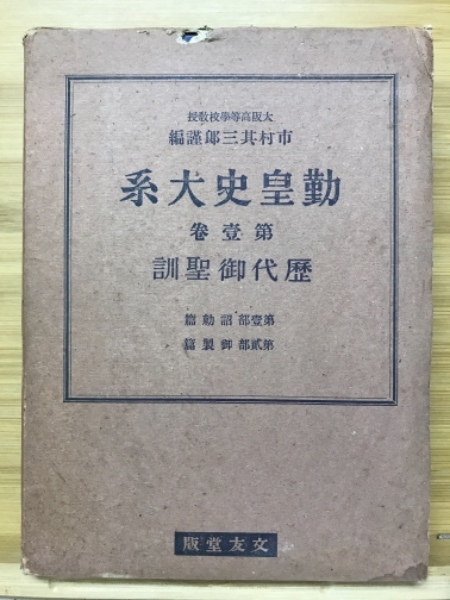 大阪高等學校敎授
市村其三郎謹編
勤皇史大系
第壹卷
歷代御聖訓
第壹部 詔勅篇
第貳部 御製篇
文友堂版